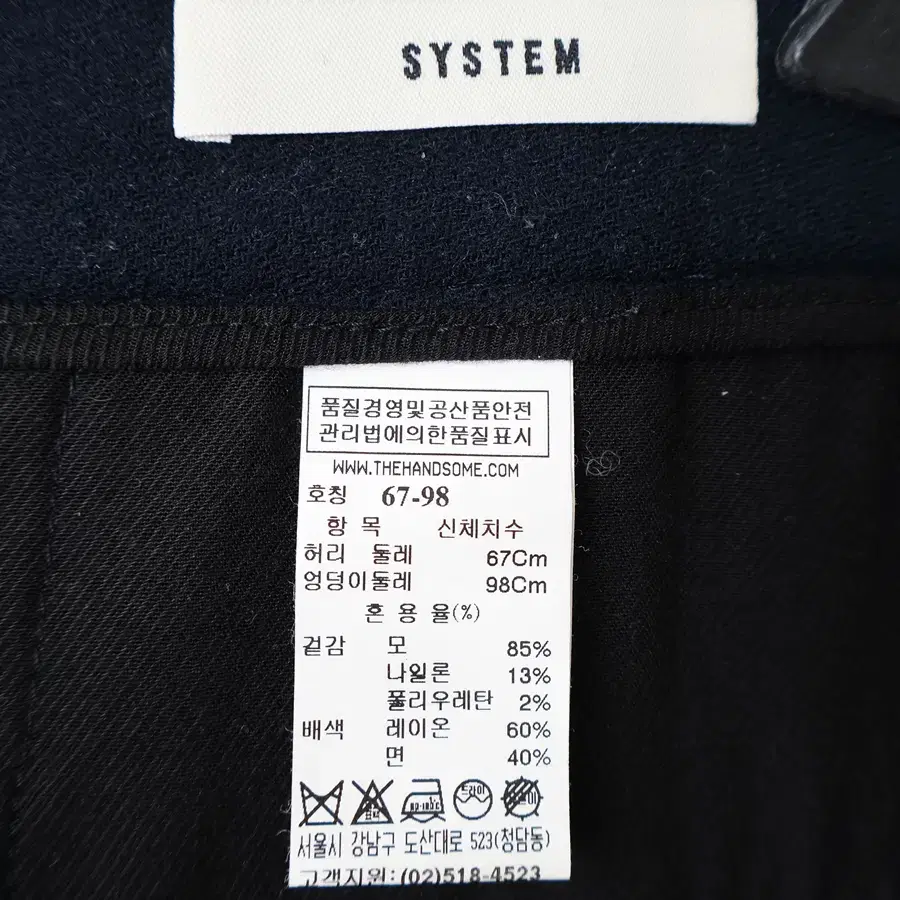 SYSTEM
품질경영및공산품안전
관리법에의한품질표시
WWW.THEHANDSOME.COM
호칭 67-98
항 목 신체치수
허리 둘레 67Cm
엉덩이둘레 98Cm
혼 용 율(%)
겉감 모 85%
나일론 13%
폴리우레탄 2%
배색 레이온 60%
면 40%
드라이
서울시 강남구 도산대로 523(청담동)
고객지원: (02)518-4523